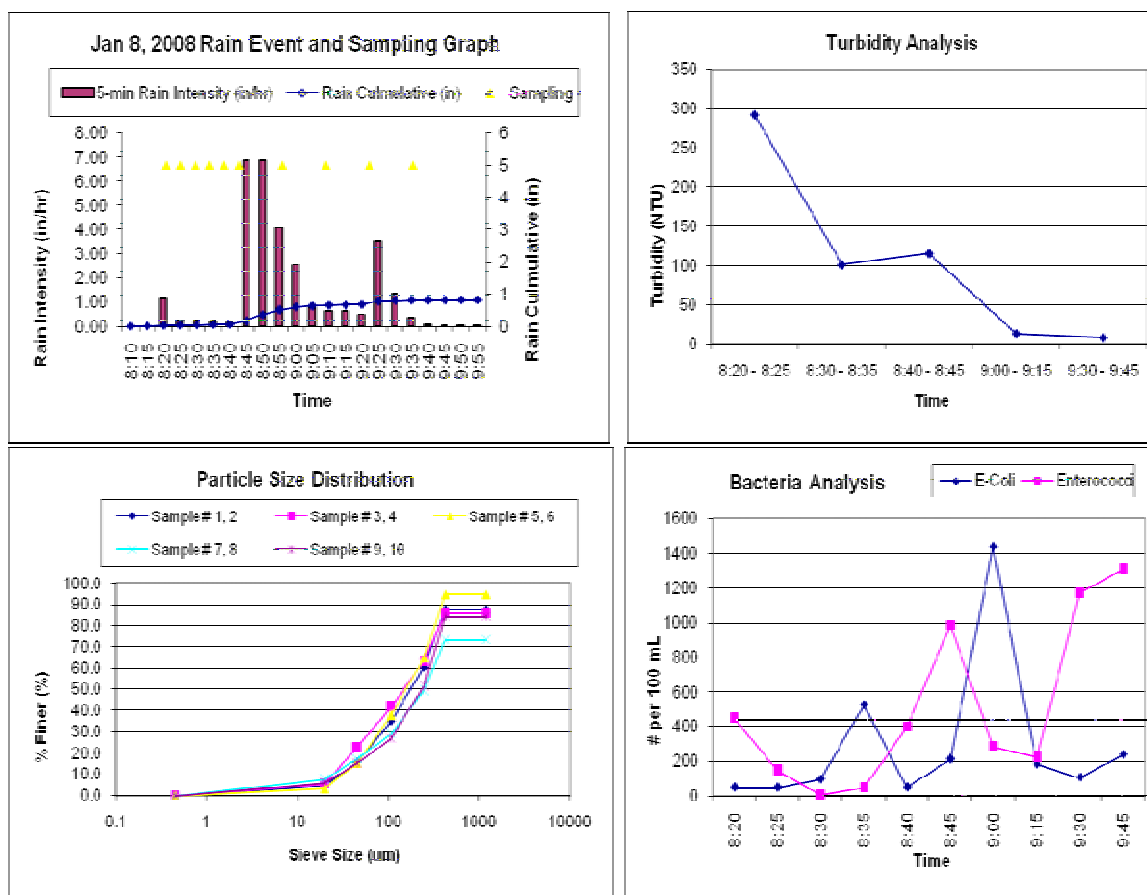 Jan 8, 2008 Rain Event and Sampling Graph
5-min Rain Intensity (in/hr) Rain Culmative (in) Sampling
8.00
7.00
6.00
5.00
4.00
3.00
2.00
1.00
0.00
6
5
4
3
2
1
0
Rain Intensity (in/hr)
Rain Culmative (in)
8:10 8:15 8:20 8:25 8:30 8:35 8:40 8:45 8:50 8:55 9:00 9:05 9:10 9:15 9:20 9:25 9:30 9:35 9:40 9:45 9:50 9:55
Time
Turbidity Analysis
350
300
250
200
150
100
50
0
Turbidity (NTU)
8:20 - 8:25 8:30 - 8:35 8:40 - 8:45 9:00 - 9:15 9:30 - 9:45
Time
Particle Size Distribution
Sample # 1, 2 Sample # 3, 4 Sample # 5, 6
Sample # 7, 8 Sample # 9, 10
100.0
90.0
80.0
70.0
60.0
50.0
40.0
30.0
20.0
10.0
0.0
% Finer (%)
0.1 1 10 100 1000 10000
Sieve Size (um)
Bacteria Analysis
E-Coli Enterococci
1600
1400
1200
1000
800
600
400
200
0
# per 100 mL
8:20 8:25 8:30 8:35 8:40 8:45 9:00 9:15 9:30 9:45
Time